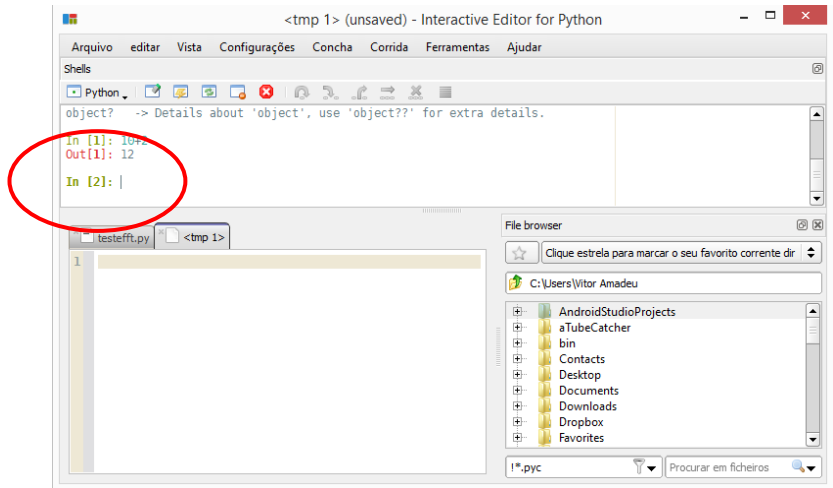 <tmp 1> (unsaved) - Interactive Editor for Python
Arquivo editar Vista Configurações Concha Corrida Ferramentas Ajudar
Shells
Python
object? -> Details about 'object', use 'object??' for extra details.
In [1]: 10+2
Out[1]: 12
In [2]:
testefft.py <tmp 1>
1
File browser
Clique estrela para marcar o seu favorito corrente dir
C:\Users\Vitor Amadeu
AndroidStudioProjects
aTubeCatcher
bin
Contacts
Desktop
Documents
Downloads
Dropbox
Favorites
!*.pyc Procurar em ficheiros